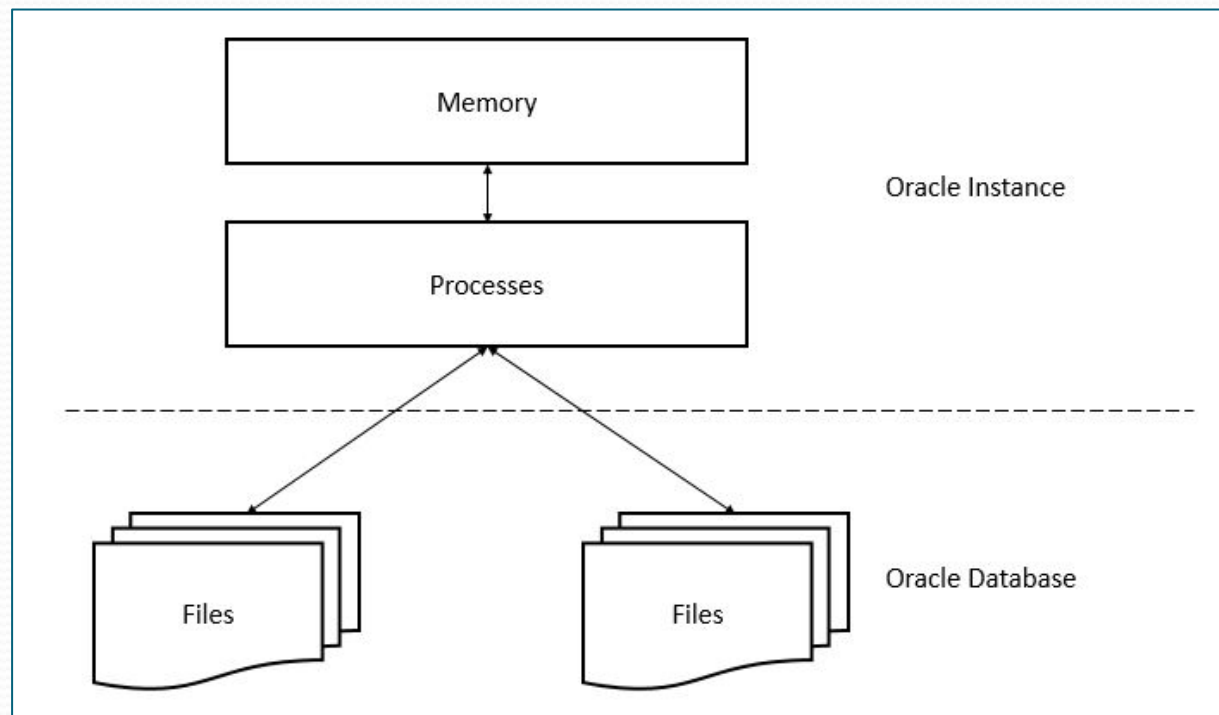 Memory
Oracle Instance
Processes
Files
Files
Oracle Database